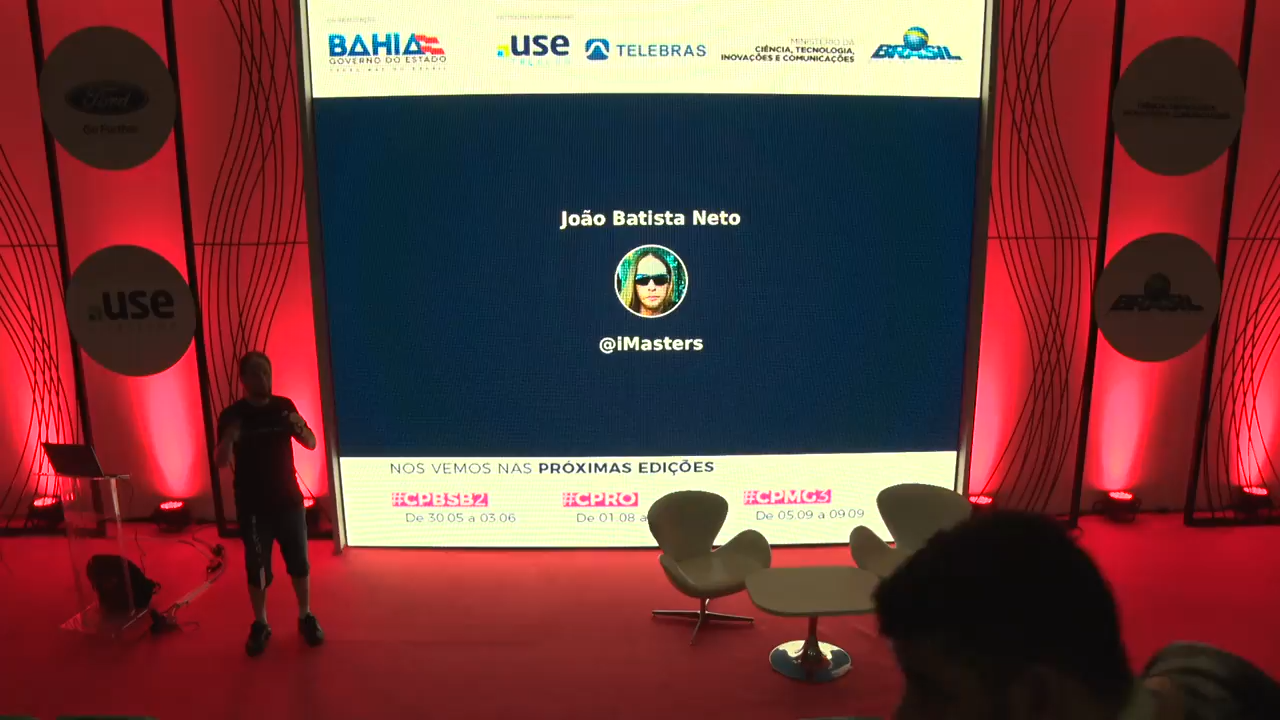 BAHIA
GOVERNO DO ESTADO
use
TELEBRAS
MINISTÉRIO DA
CIÊNCIA, TECNOLOGIA,
INOVAÇÕES E COMUNICAÇÕES
BRASIL
Ford
Go Further
use
BRASIL
João Batista Neto
@iMasters
NOS VEMOS NAS PRÓXIMAS EDIÇÕES
#CPBSB2
De 30.05 a 03.06
#CPRO
De 01.08 a
#CPMG3
De 05.09 a 09.09